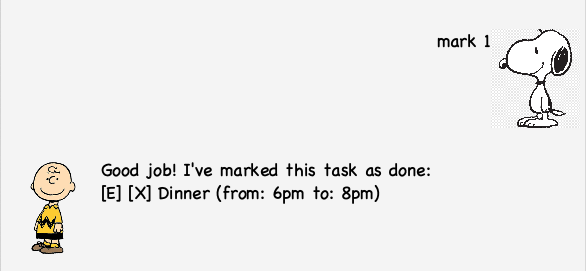 mark 1
Good job! I've marked this task as done:
[E] [X] Dinner (from: 6pm to: 8pm)